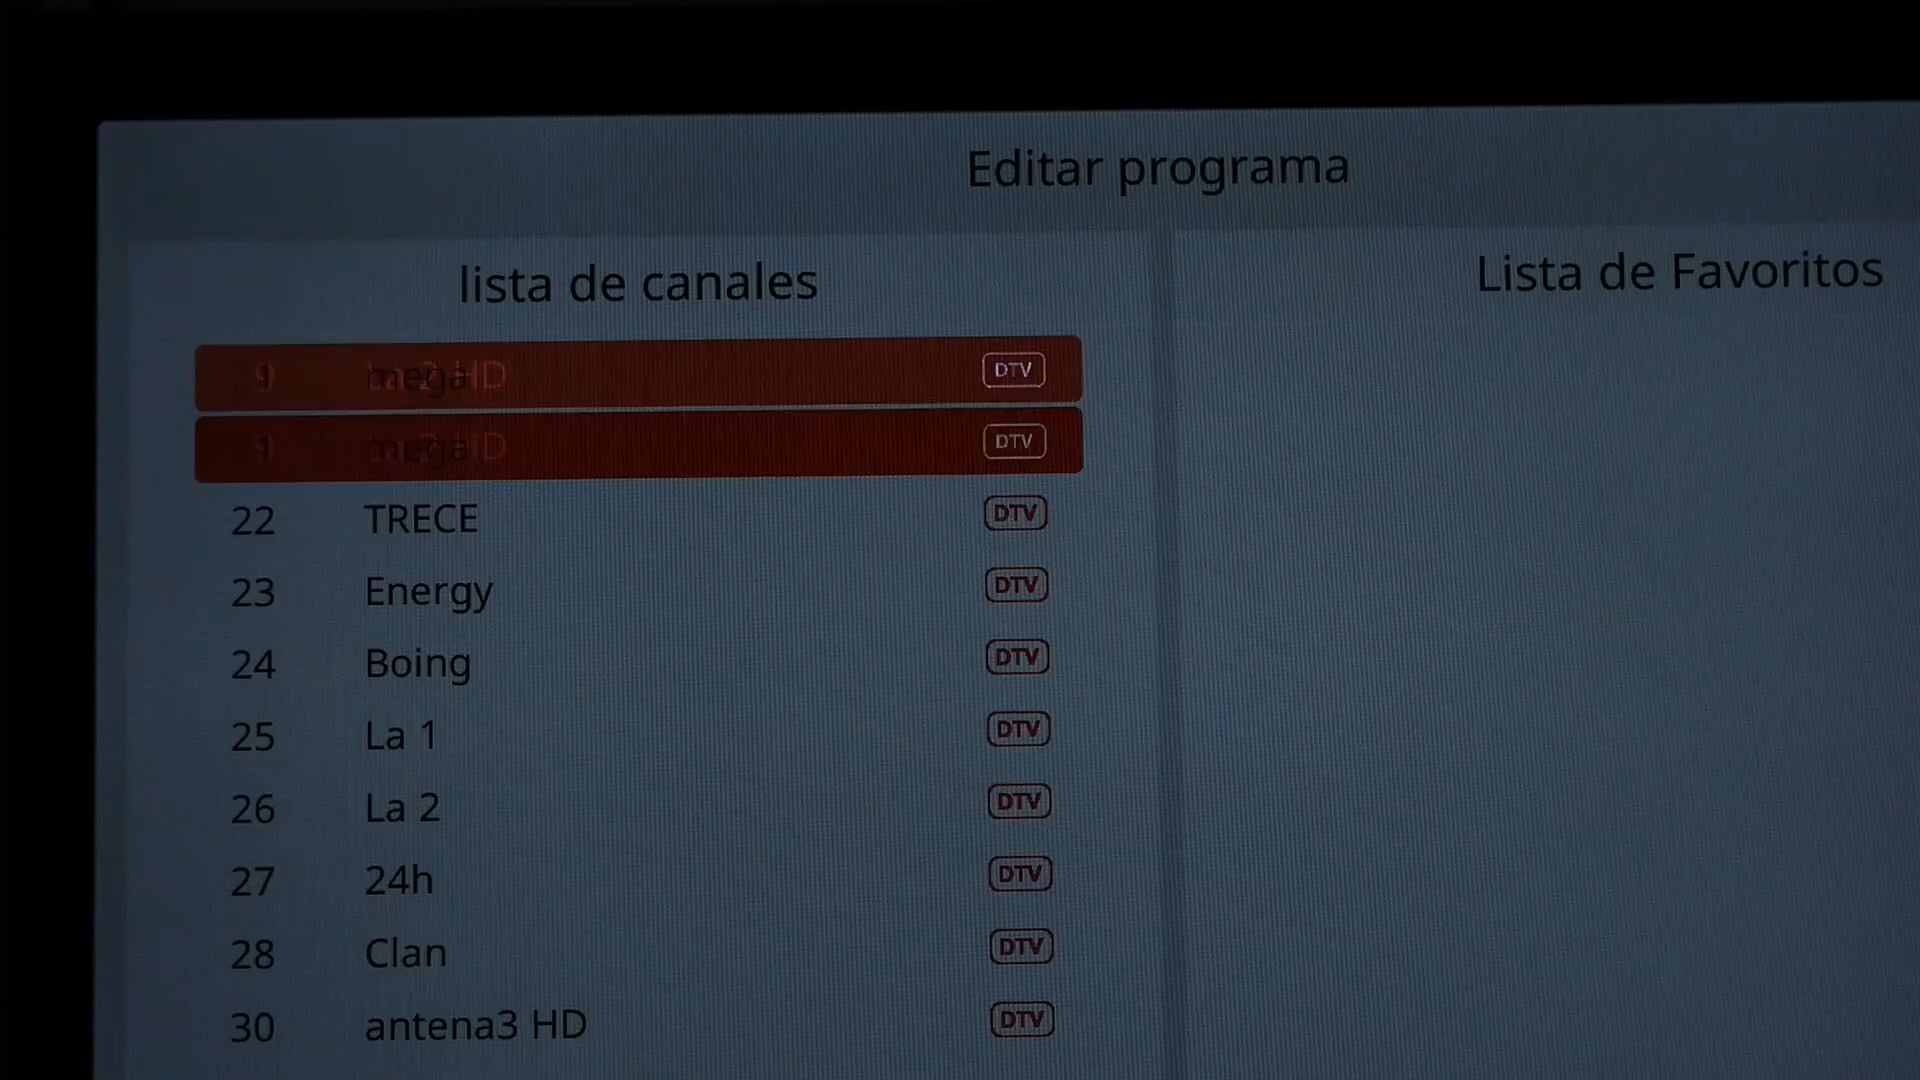 Editar programa
lista de canales
Lista de Favoritos
DTV
DTV
22 TRECE DTV
23 Energy DTV
24 Boing DTV
25 La 1 DTV
26 La 2 DTV
27 24h DTV
28 Clan DTV
30 antena3 HD DTV